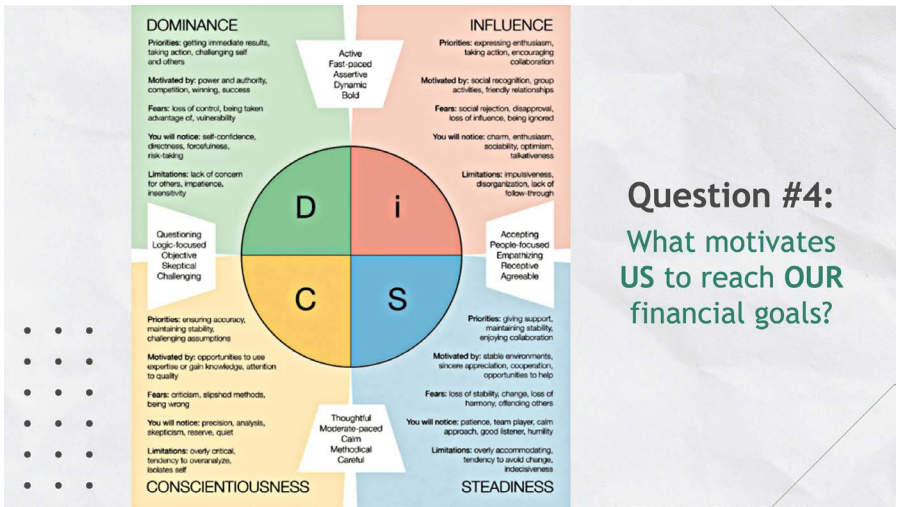 DOMINANCE
Priorities: getting immediate results,
taking action, challenging self
and others
Motivated by: power and authority,
competition, winning, success
Fears: loss of control, being taken
advantage of, vulnerability
You will notice: self-confidence,
directness, forcefulness,
risk-taking
Limitations: lack of concern
for others, impatience,
insensitivity
Active
Fast-paced
Assertive
Dynamic
Bold
INFLUENCE
Priorities: expressing enthusiasm,
taking action, encouraging
collaboration
Motivated by: social recognition, group
activities, friendly relationships
Fears: social rejection, disapproval,
loss of influence, being ignored
You will notice: charm, enthusiasm,
sociability, optimism,
talkativeness
Limitations: impulsiveness,
disorganization, lack of
follow-through
D
i
C
S
Questioning
Logic-focused
Objective
Skeptical
Challenging
Accepting
People-focused
Empathizing
Receptive
Agreeable
Priorities: ensuring accuracy,
maintaining stability,
challenging assumptions
Motivated by: opportunities to use
expertise or gain knowledge, attention
to quality
Fears: criticism, slipshod methods,
being wrong
You will notice: precision, analysis,
skepticism, reserve, quiet
Limitations: overly critical,
tendency to overanalyze,
isolates self
CONSCIENTIOUSNESS
Thoughtful
Moderate-paced
Calm
Methodical
Careful
Priorities: giving support,
maintaining stability,
enjoying collaboration
Motivated by: stable environments,
sincere appreciation, cooperation,
opportunities to help
Fears: loss of stability, change, loss of
harmony, offending others
You will notice: patience, team player, calm
approach, good listener, humility
Limitations: overly accommodating,
tendency to avoid change,
indecisiveness
STEADINESS
Question #4:
What motivates
US to reach OUR
financial goals?